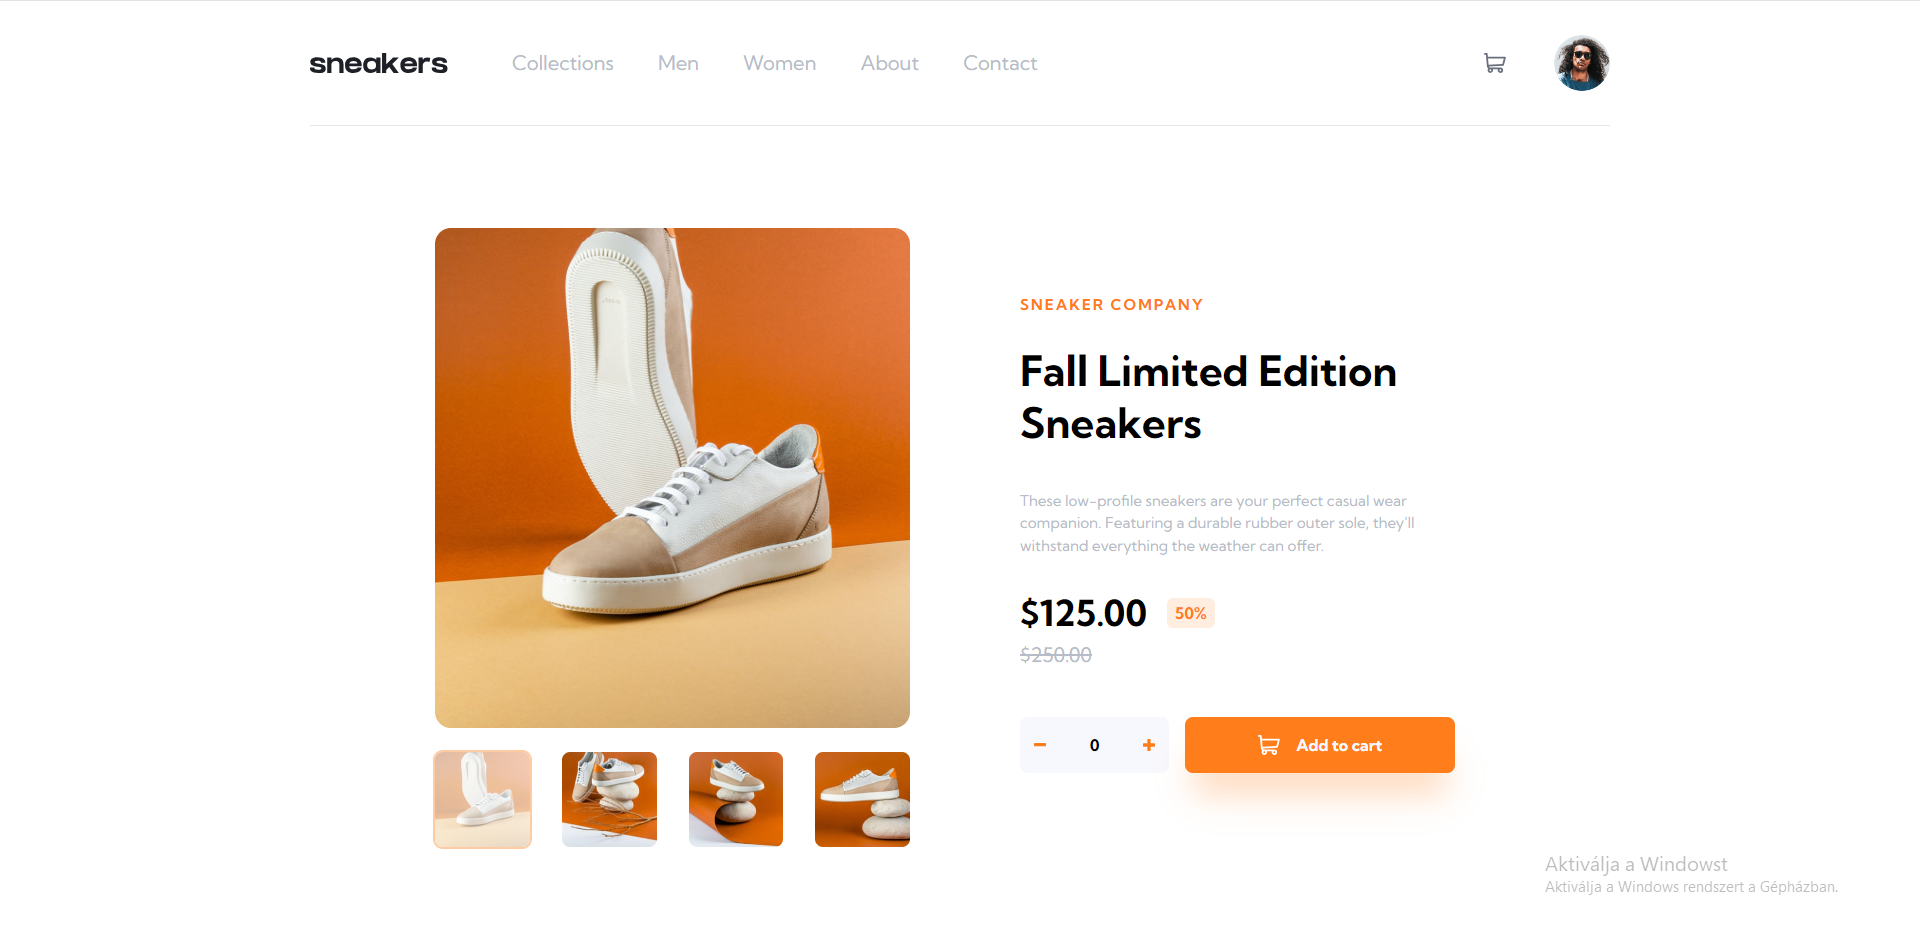 sneakers
Collections
Men
Women
About
Contact
SNEAKER COMPANY
Fall Limited Edition
Sneakers
These low-profile sneakers are your perfect casual wear
companion. Featuring a durable rubber outer sole, they'll
withstand everything the weather can offer.
$125.00
50%
$250.00
0
Add to cart
Aktiválja a Windowst
Aktiválja a Windows rendszert a Gépházban.